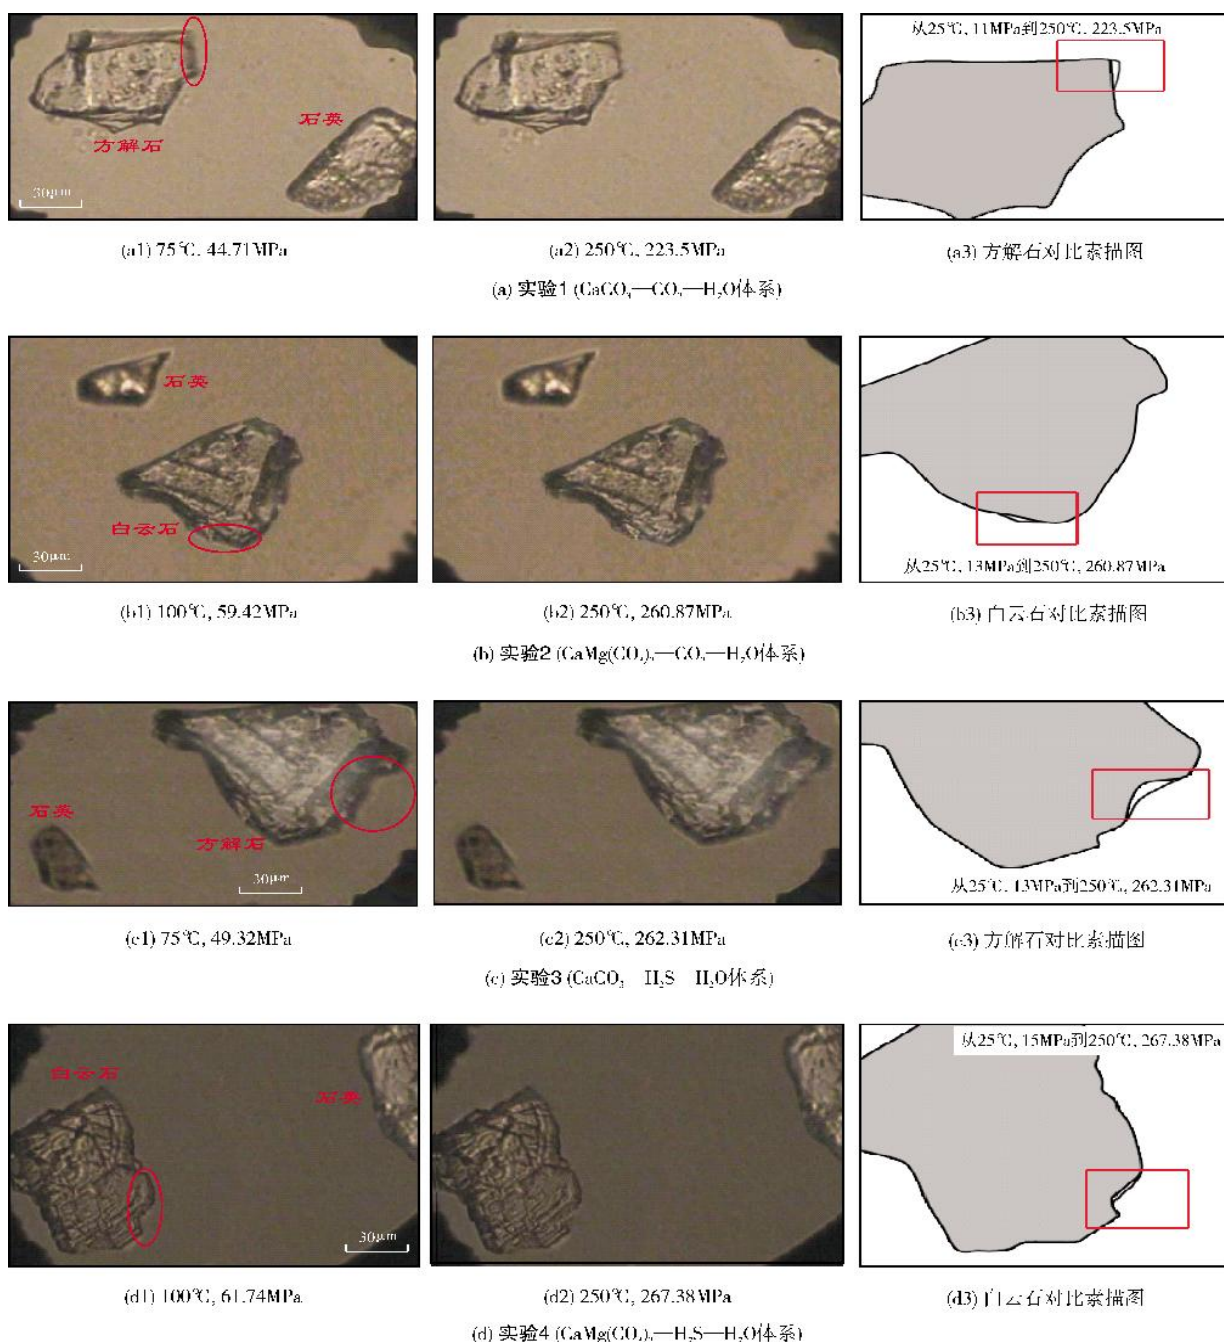 从25℃, 11MPa到250℃, 223.5MPa
石英
方解石
30μm
(a1) 75℃, 44.71MPa
(a2) 250℃, 223.5MPa
(a3) 方解石对比素描图
(a) 实验1 (CaCO₃—CO₂—H₂O体系)
石英
白云石
30μm
从25℃, 13MPa到250℃, 260.87MPa
(b1) 100℃, 59.42MPa
(b2) 250℃, 260.87MPa
(b3) 白云石对比素描图
(b) 实验2 (CaMg(CO₃)₂—CO₂—H₂O体系)
石英
方解石
30μm
从25℃, 13MPa到250℃, 262.31MPa
(c1) 75℃, 49.32MPa
(c2) 250℃, 262.31MPa
(c3) 方解石对比素描图
(c) 实验3 (CaCO₃—H₂S—H₂O体系)
从25℃, 15MPa到250℃, 267.38MPa
白云石
石英
30μm
(d1) 100℃, 61.74MPa
(d2) 250℃, 267.38MPa
(d3) 白云石对比素描图
(d) 实验4 (CaMg(CO₃)₂—H₂S—H₂O体系)